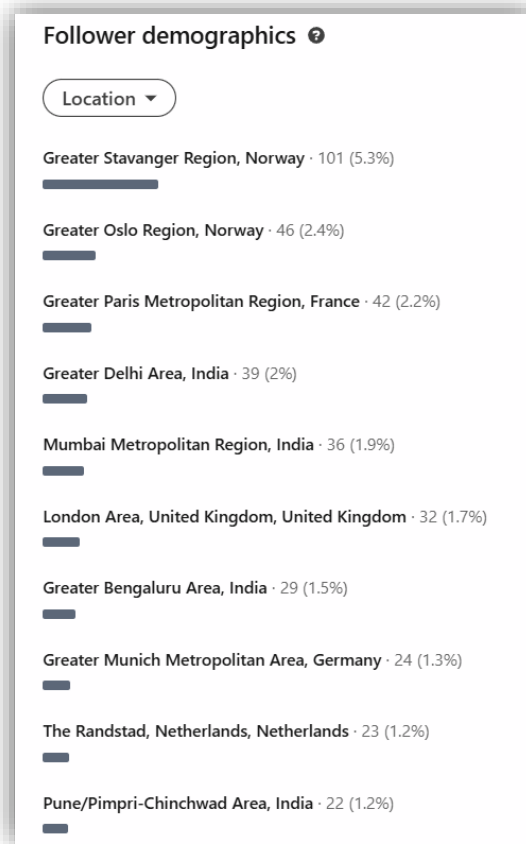 Follower demographics ?
Location
Greater Stavanger Region, Norway · 101 (5.3%)
Greater Oslo Region, Norway · 46 (2.4%)
Greater Paris Metropolitan Region, France · 42 (2.2%)
Greater Delhi Area, India · 39 (2%)
Mumbai Metropolitan Region, India · 36 (1.9%)
London Area, United Kingdom, United Kingdom · 32 (1.7%)
Greater Bengaluru Area, India · 29 (1.5%)
Greater Munich Metropolitan Area, Germany · 24 (1.3%)
The Randstad, Netherlands, Netherlands · 23 (1.2%)
Pune/Pimpri-Chinchwad Area, India · 22 (1.2%)